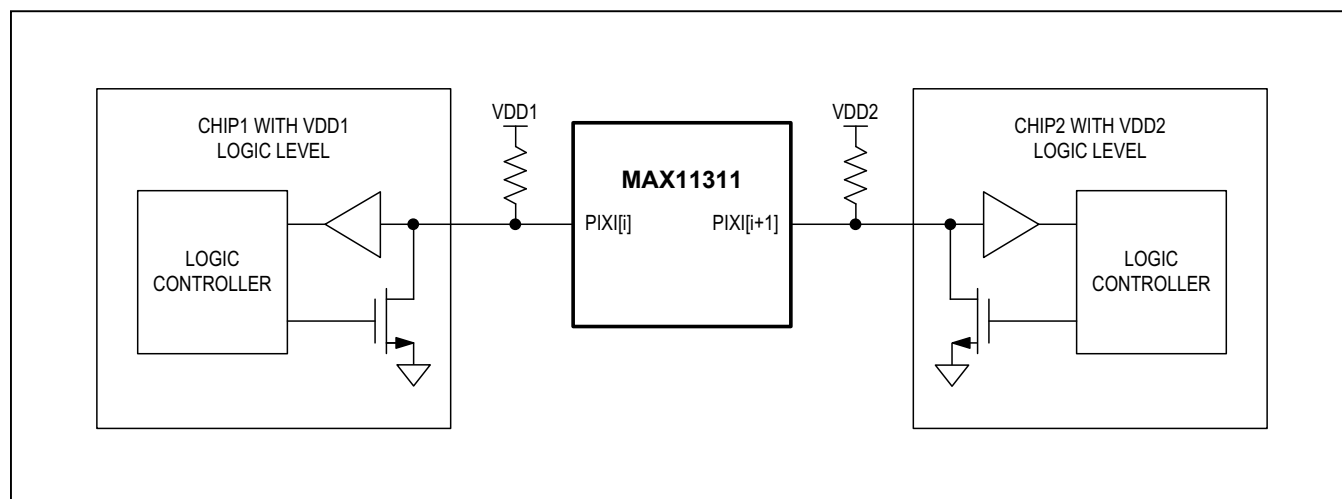 CHIP1 WITH VDD1
LOGIC LEVEL
LOGIC
CONTROLLER
VDD1
MAX11311
PIXI[i]
PIXI[i+1]
VDD2
CHIP2 WITH VDD2
LOGIC LEVEL
LOGIC
CONTROLLER